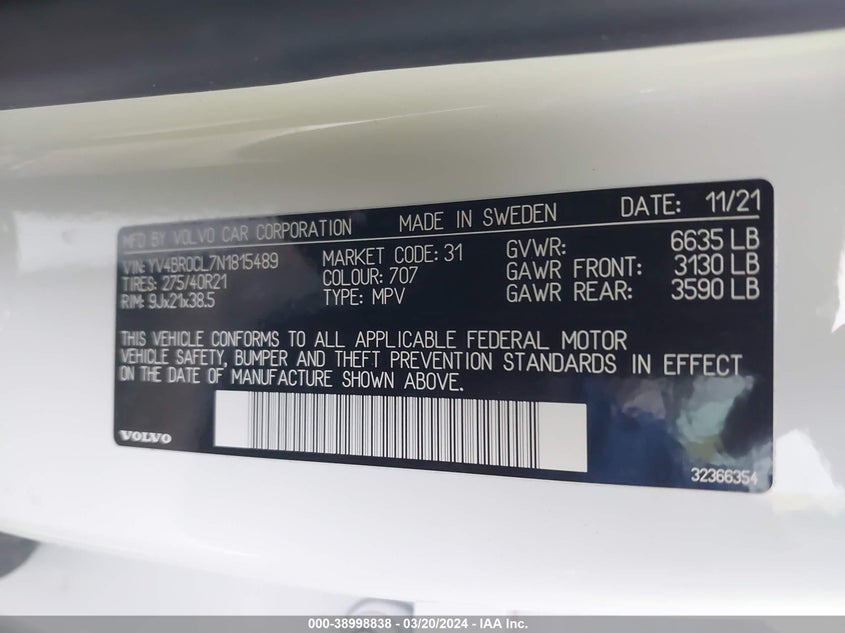 MFD BY VOLVO CAR CORPORATION MADE IN SWEDEN DATE: 11/21
VIN: YV4BR0CL7N1815489 MARKET CODE: 31 GVWR: 6635 LB
TIRES: 275/40R21 COLOUR: 707 GAWR FRONT: 3130 LB
RIM: 9Jx21x38.5 TYPE: MPV GAWR REAR: 3590 LB
THIS VEHICLE CONFORMS TO ALL APPLICABLE FEDERAL MOTOR
VEHICLE SAFETY, BUMPER AND THEFT PREVENTION STANDARDS IN EFFECT
ON THE DATE OF MANUFACTURE SHOWN ABOVE.
VOLVO
32366354
000-38998838 - 03/20/2024 - IAA Inc.